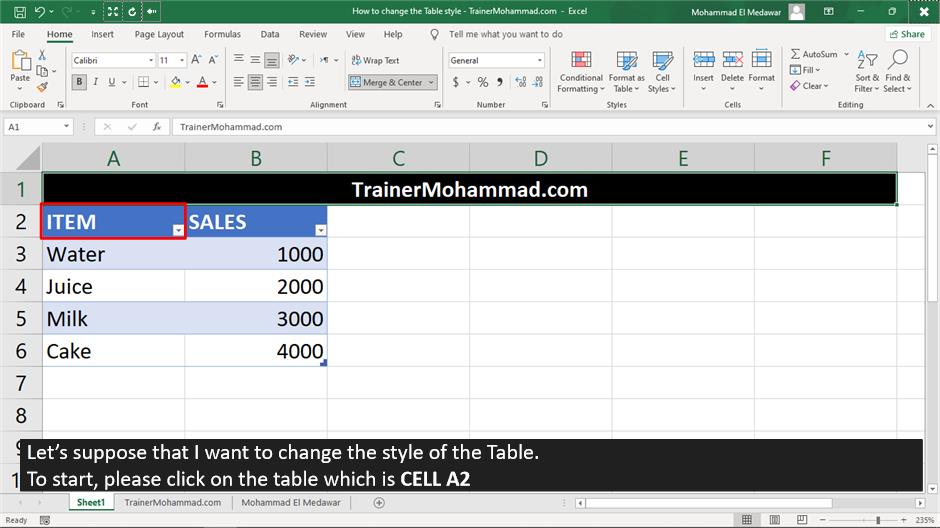 How to change the Table style - TrainerMohammad.com - Excel
Mohammad El Medawar
File Home Insert Page Layout Formulas Data Review View Help Tell me what you want to do Share
Paste
Clipboard
Calibri 11
B I U
Font
Wrap Text
Merge & Center
Alignment
General
$ % ,
Number
Conditional Formatting
Format as Table
Cell Styles
Styles
Insert Delete Format
Cells
AutoSum
Fill
Clear
Sort & Filter
Find & Select
Editing
A1 fx TrainerMohammad.com
A B C D E F
1 TrainerMohammad.com
2 ITEM SALES
3 Water 1000
4 Juice 2000
5 Milk 3000
6 Cake 4000
7
8
Let's suppose that I want to change the style of the Table.
To start, please click on the table which is CELL A2
Sheet1 TrainerMohammad.com Mohammad El Medawar
Ready 235%